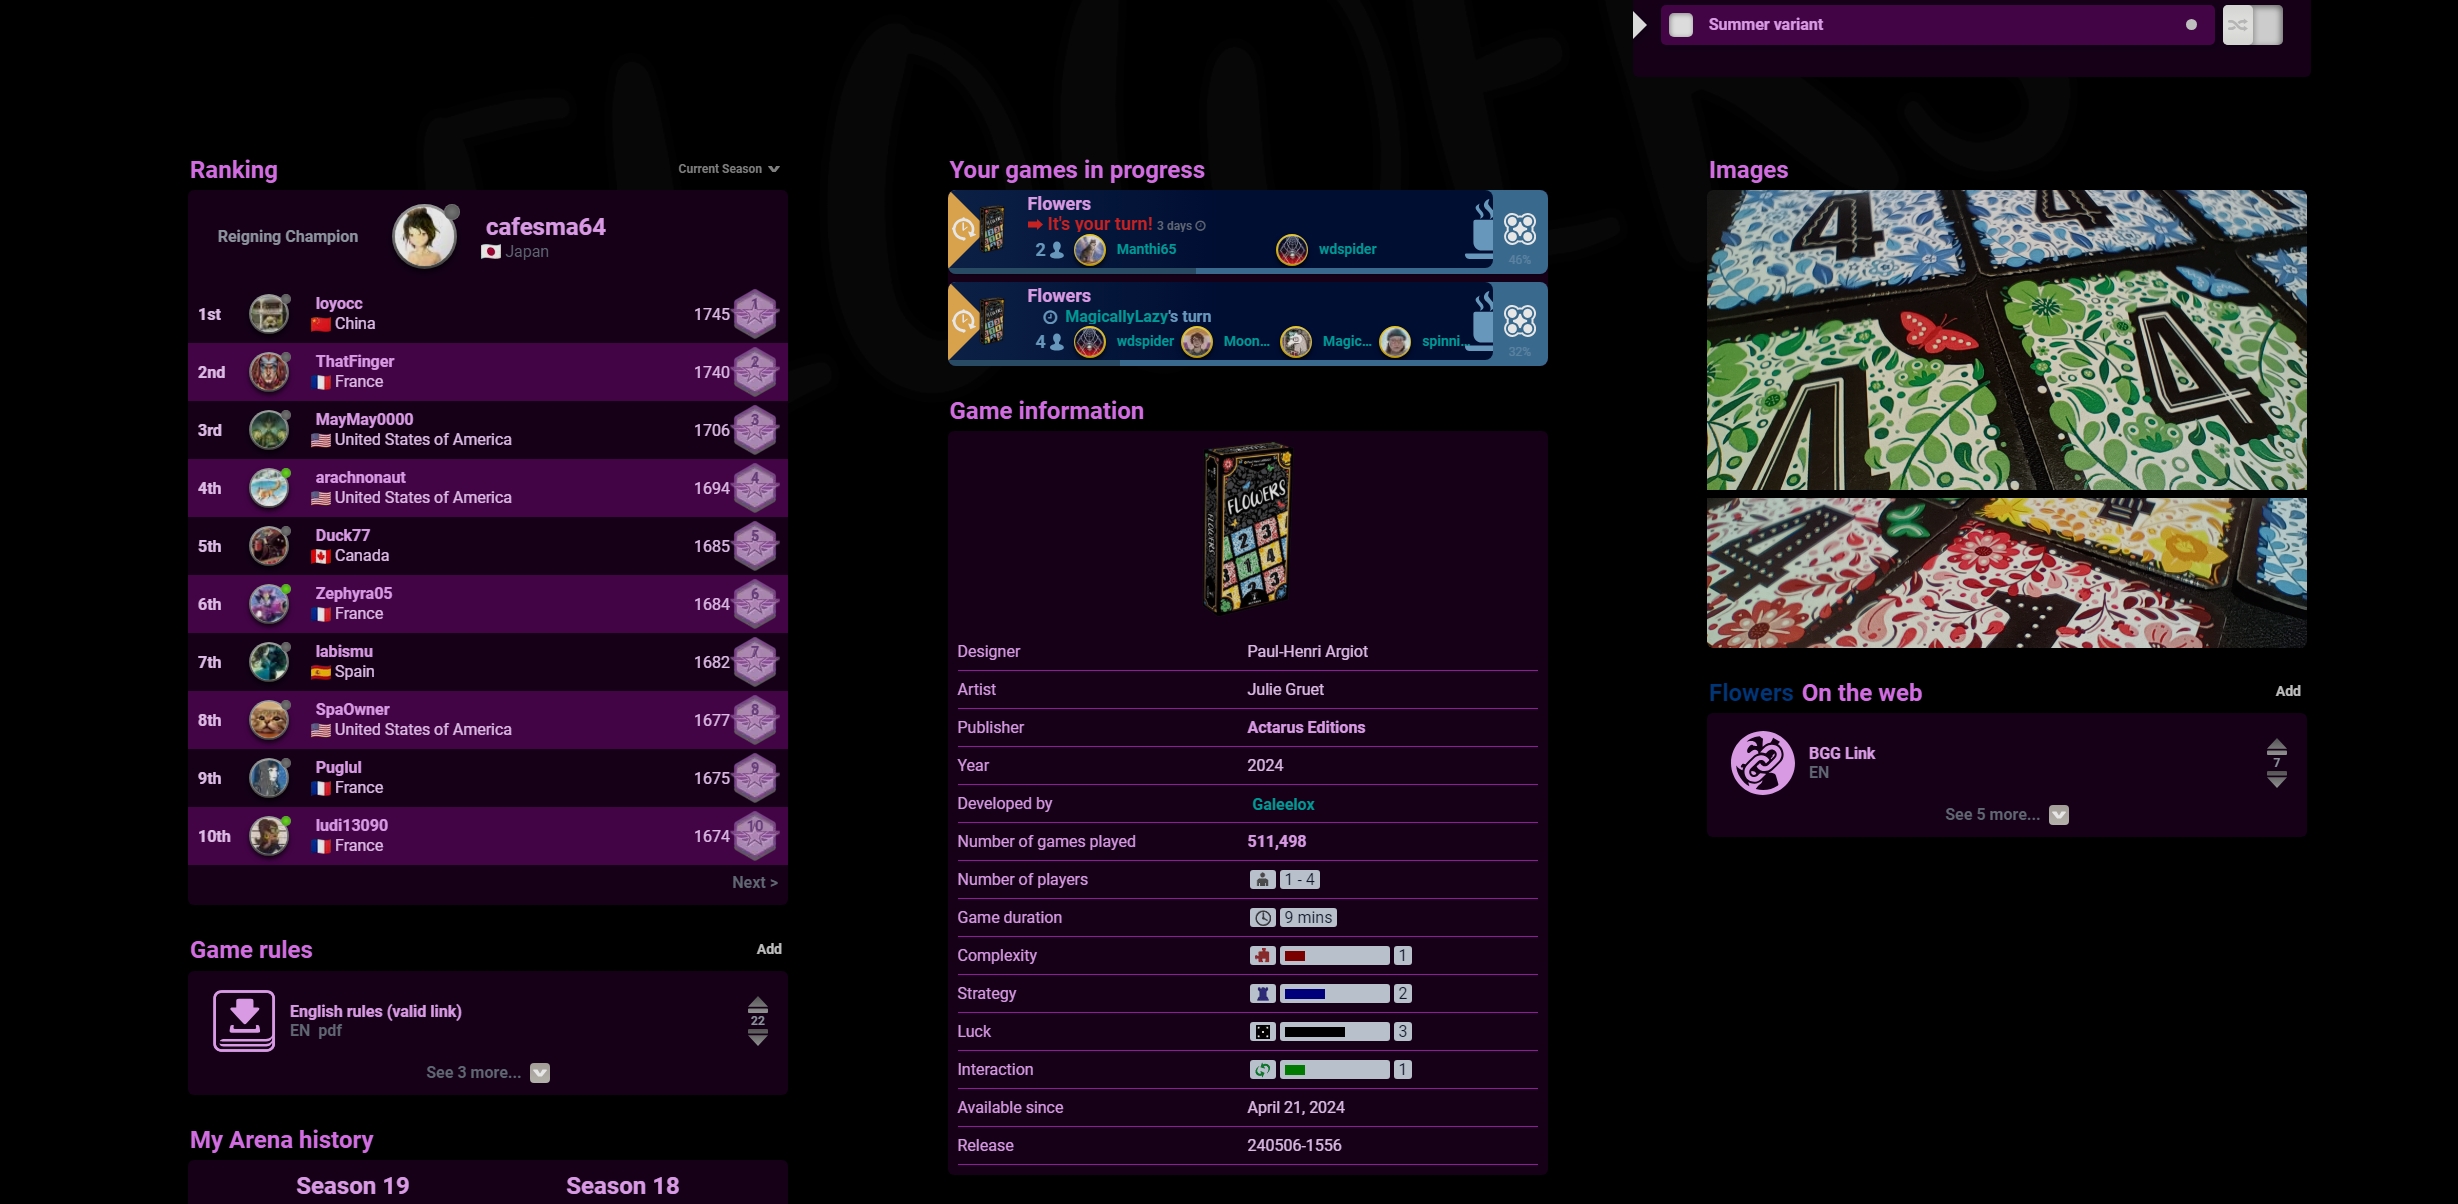 Summer variant
Ranking
Current Season
Reigning Champion
cafesma64
Japan
1st
loyocc
China
1745
1
2nd
ThatFinger
France
1740
2
3rd
MayMay0000
United States of America
1706
3
4th
arachnonaut
United States of America
1694
4
5th
Duck77
Canada
1685
5
6th
Zephyra05
France
1684
6
7th
labismu
Spain
1682
7
8th
SpaOwner
United States of America
1677
8
9th
Puglul
France
1675
9
10th
ludi13090
France
1674
10
Next >
Game rules
Add
English rules (valid link)
EN pdf
22
See 3 more...
My Arena history
Season 19
Season 18
Your games in progress
Flowers
It's your turn! 3 days
2
Manthi65
wdspider
46%
Flowers
MagicallyLazy's turn
4
wdspider
Moon...
Magic...
spinni...
32%
Game information
FLOWERS
FLOWERS
Designer
Paul-Henri Argiot
Artist
Julie Gruet
Publisher
Actarus Editions
Year
2024
Developed by
Galeelox
Number of games played
511,498
Number of players
1 - 4
Game duration
9 mins
Complexity
1
Strategy
2
Luck
3
Interaction
1
Available since
April 21, 2024
Release
240506-1556
Images
4
4
4
4
Flowers On the web
Add
BGG Link
EN
7
See 5 more...